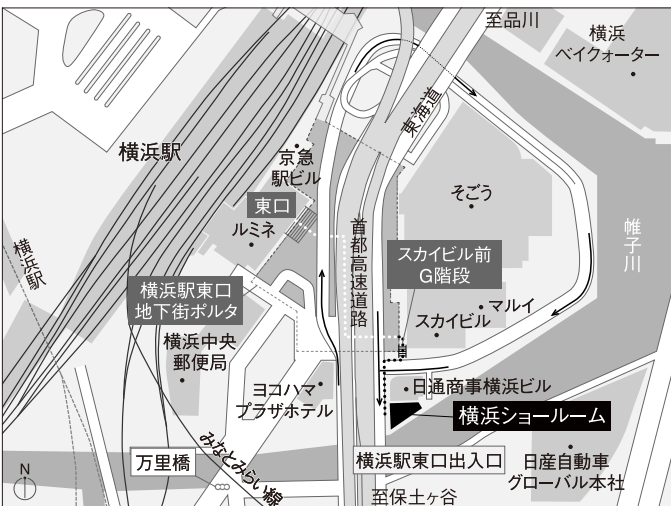 至品川
横浜
ベイクォーター
東海道
横浜駅
京急
駅ビル
東口
ルミネ
そごう
帷子川
首都高速道路
スカイビル前
G階段
横浜駅
横浜駅東口
地下街ポルタ
マルイ
スカイビル
横浜中央
郵便局
日通商事横浜ビル
ヨコハマ
プラザホテル
横浜ショールーム
みなとみらい線
万里橋
横浜駅東口出入口
日産自動車
グローバル本社
N
至保土ヶ谷